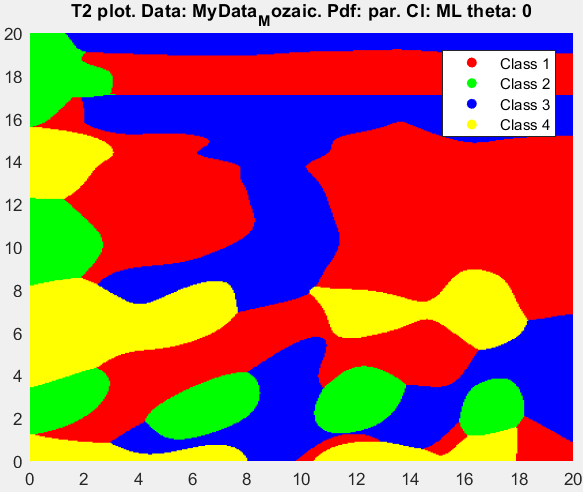 T2 plot. Data: MyData_Mozaic. Pdf: par. Cl: ML theta: 0
20
18
16
14
12
10
8
6
4
2
0
Class 1
Class 2
Class 3
Class 4
0 2 4 6 8 10 12 14 16 18 20